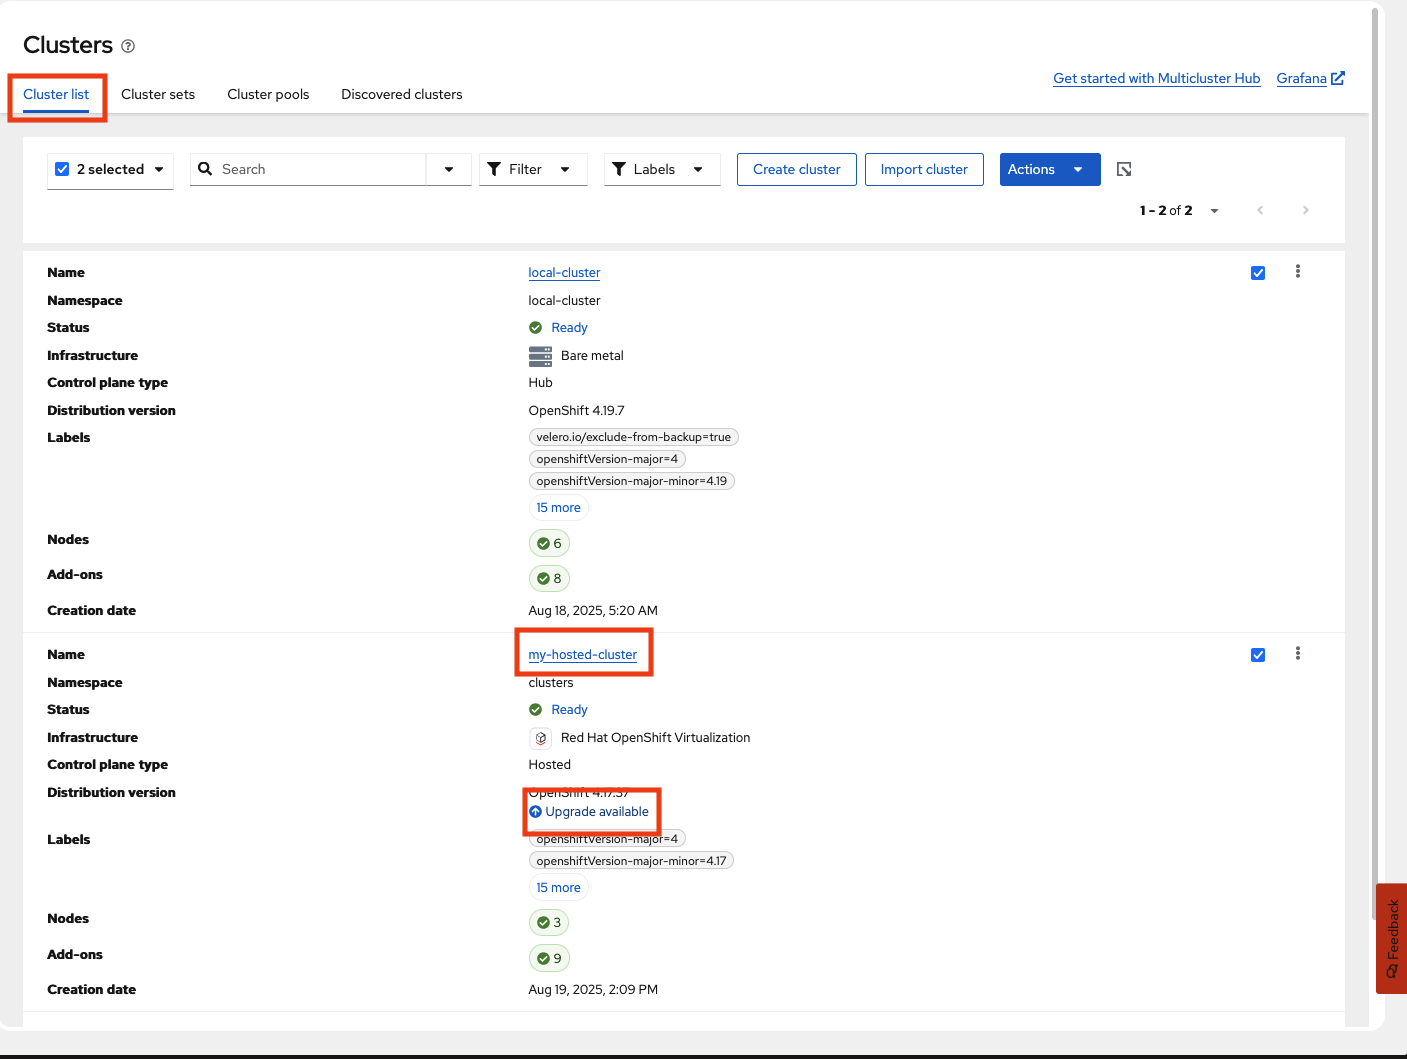 Clusters
Get started with Multicluster Hub Grafana
Cluster list Cluster sets Cluster pools Discovered clusters
2 selected Search Filter Labels Create cluster Import cluster Actions
1 - 2 of 2
Name local-cluster
Namespace local-cluster
Status Ready
Infrastructure Bare metal
Control plane type Hub
Distribution version OpenShift 4.19.7
Labels velero.io/exclude-from-backup=true
openshiftVersion-major=4
openshiftVersion-major-minor=4.19
15 more
Nodes 6
Add-ons 8
Creation date Aug 18, 2025, 5:20 AM
Name my-hosted-cluster
Namespace clusters
Status Ready
Infrastructure Red Hat OpenShift Virtualization
Control plane type Hosted
Distribution version OpenShift 4.17.37
Upgrade available
Labels openshiftVersion-major=4
openshiftVersion-major-minor=4.17
15 more
Nodes 3
Add-ons 9
Creation date Aug 19, 2025, 2:09 PM
Feedback